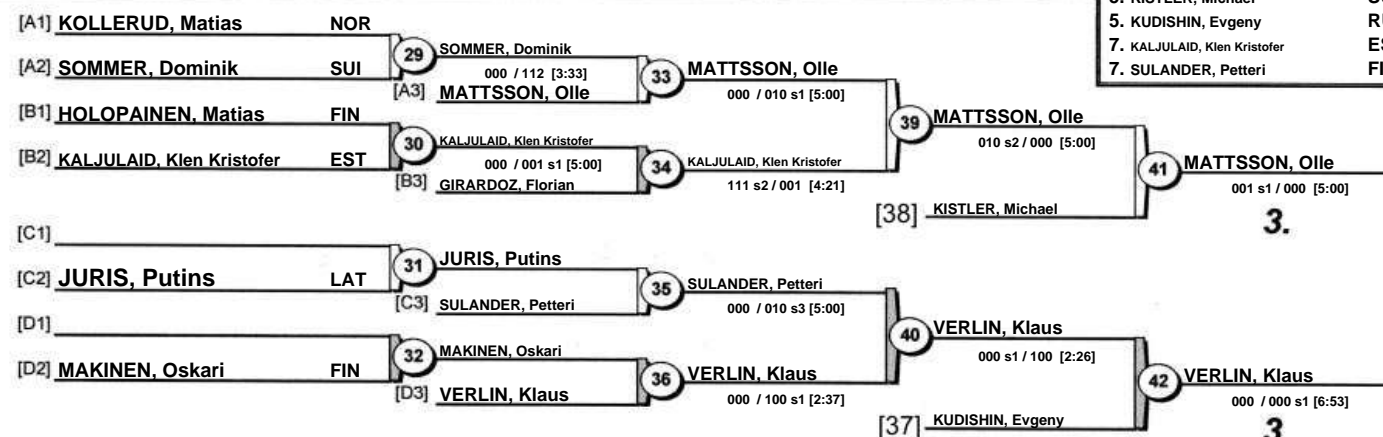 5. KUDISHIN, Evgeny
7. KALJULAID, Klen Kristofer
7. SULANDER, Petteri
[A1] KOLLERUD, Matias NOR
[A2] SOMMER, Dominik SUI
29
SOMMER, Dominik
000 / 112 [3:33]
[A3] MATTSSON, Olle
33
MATTSSON, Olle
000 / 010 s1 [5:00]
[B1] HOLOPAINEN, Matias FIN
[B2] KALJULAID, Klen Kristofer EST
30
KALJULAID, Klen Kristofer
000 / 001 s1 [5:00]
[B3] GIRARDOZ, Florian
34
KALJULAID, Klen Kristofer
111 s2 / 001 [4:21]
39
MATTSSON, Olle
010 s2 / 000 [5:00]
[38] KISTLER, Michael
41
MATTSSON, Olle
001 s1 / 000 [5:00]
3.
[C1]
[C2] JURIS, Putins LAT
31
JURIS, Putins
[C3] SULANDER, Petteri
35
SULANDER, Petteri
000 / 010 s3 [5:00]
[D1]
[D2] MAKINEN, Oskari FIN
32
MAKINEN, Oskari
[D3] VERLIN, Klaus
36
VERLIN, Klaus
000 / 100 s1 [2:37]
40
VERLIN, Klaus
000 s1 / 100 [2:26]
[37] KUDISHIN, Evgeny
42
VERLIN, Klaus
000 / 000 s1 [6:53]
3